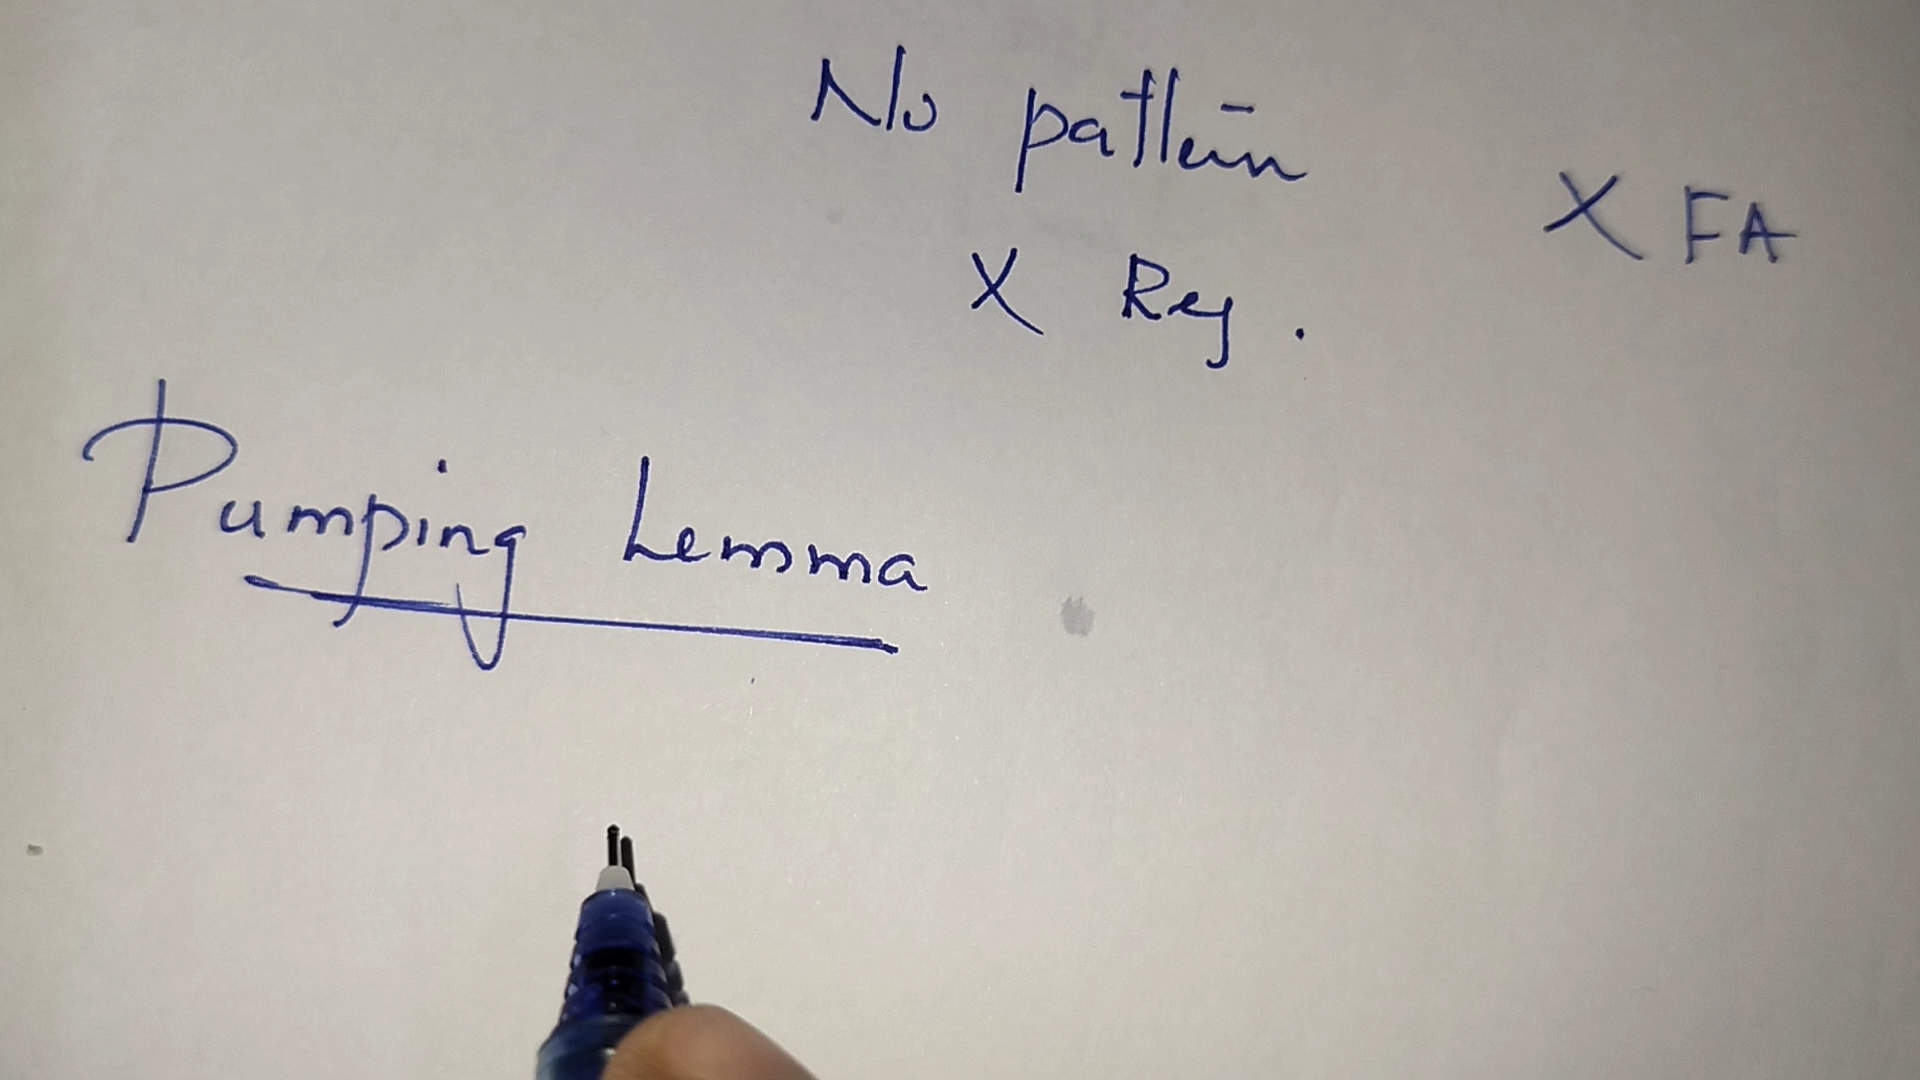 No pattern
X FA
X Reg.
Pumping Lemma